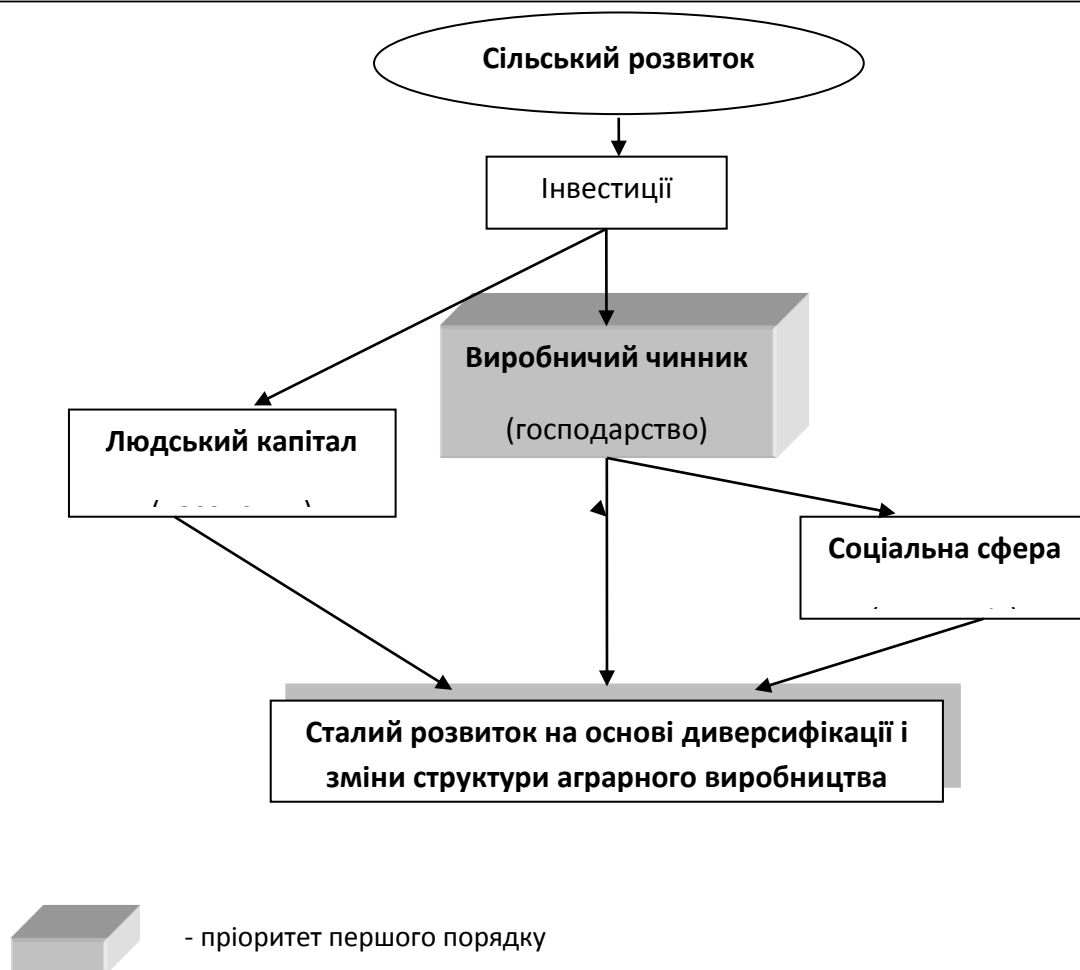 Сільський розвиток
Інвестиції
Виробничий чинник
(господарство)
Людський капітал
Соціальна сфера
Сталий розвиток на основі диверсифікації і
зміни структури аграрного виробництва
- пріоритет першого порядку